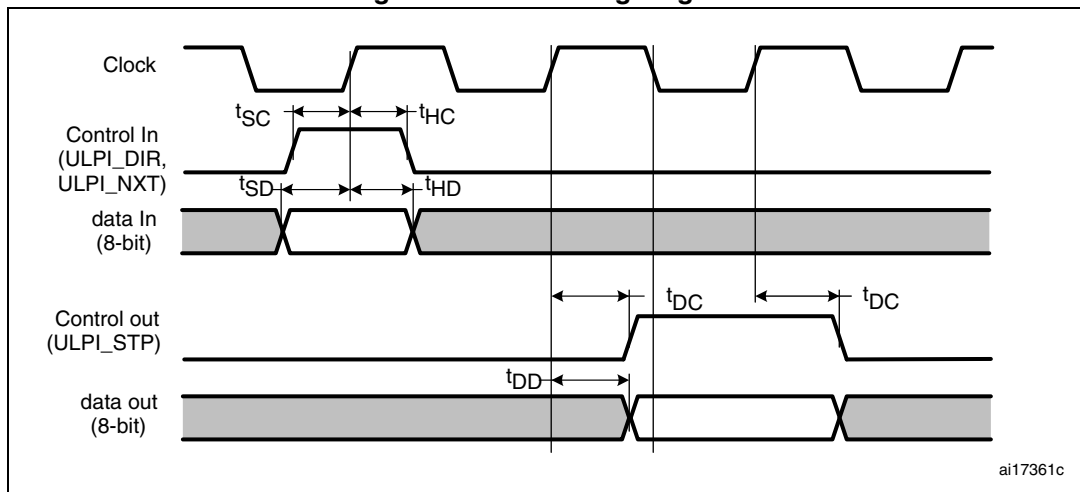 Clock
tSC
tHC
Control In
(ULPI_DIR,
ULPI_NXT)
tSD
tHD
data In
(8-bit)
tDC
tDC
Control out
(ULPI_STP)
tDD
data out
(8-bit)
ai17361c